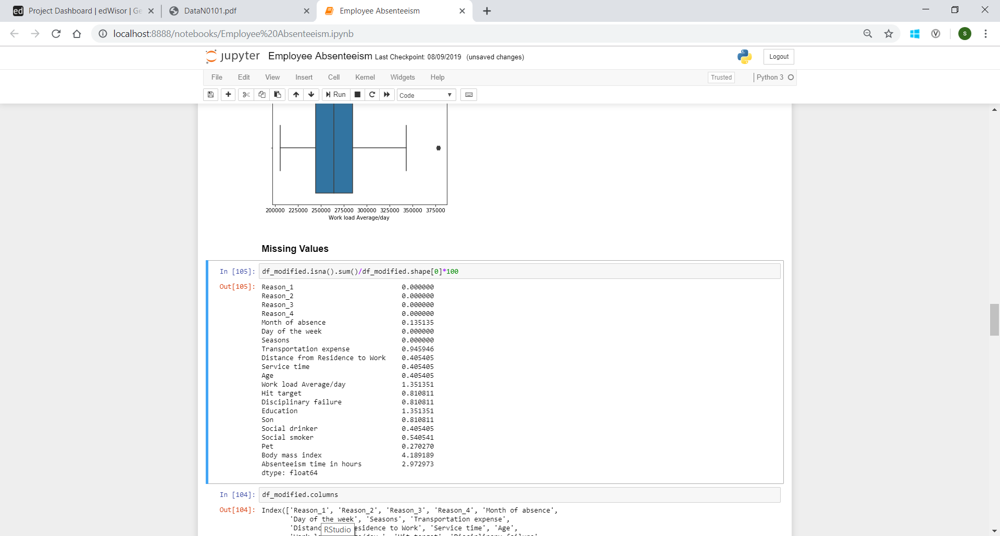 ed Project Dashboard | edWisor | Ge
DataN0101.pdf
Employee Absenteeism
localhost:8888/notebooks/Employee%20Absenteeism.ipynb
s
jupyter Employee Absenteeism Last Checkpoint: 08/09/2019 (unsaved changes)
Logout
File Edit View Insert Cell Kernel Widgets Help
Trusted
Python 3
Run
Code
200000 225000 250000 275000 300000 325000 350000 375000
Work load Average/day
Missing Values
In [105]: df_modified.isna().sum()/df_modified.shape[0]*100
Out[105]: Reason_1 0.000000
Reason_2 0.000000
Reason_3 0.000000
Reason_4 0.000000
Month of absence 0.135135
Day of the week 0.000000
Seasons 0.000000
Transportation expense 0.945946
Distance from Residence to Work 0.405405
Service time 0.405405
Age 0.405405
Work load Average/day 1.351351
Hit target 0.810811
Disciplinary failure 0.810811
Education 1.351351
Son 0.810811
Social drinker 0.405405
Social smoker 0.540541
Pet 0.270270
Body mass index 4.189189
Absenteeism time in hours 2.972973
dtype: float64
In [104]: df_modified.columns
Out[104]: Index(['Reason_1', 'Reason_2', 'Reason_3', 'Reason_4', 'Month of absence',
'Day of the week', 'Seasons', 'Transportation expense',
'Distanc esidence to Work', 'Service time', 'Age',
RStudio